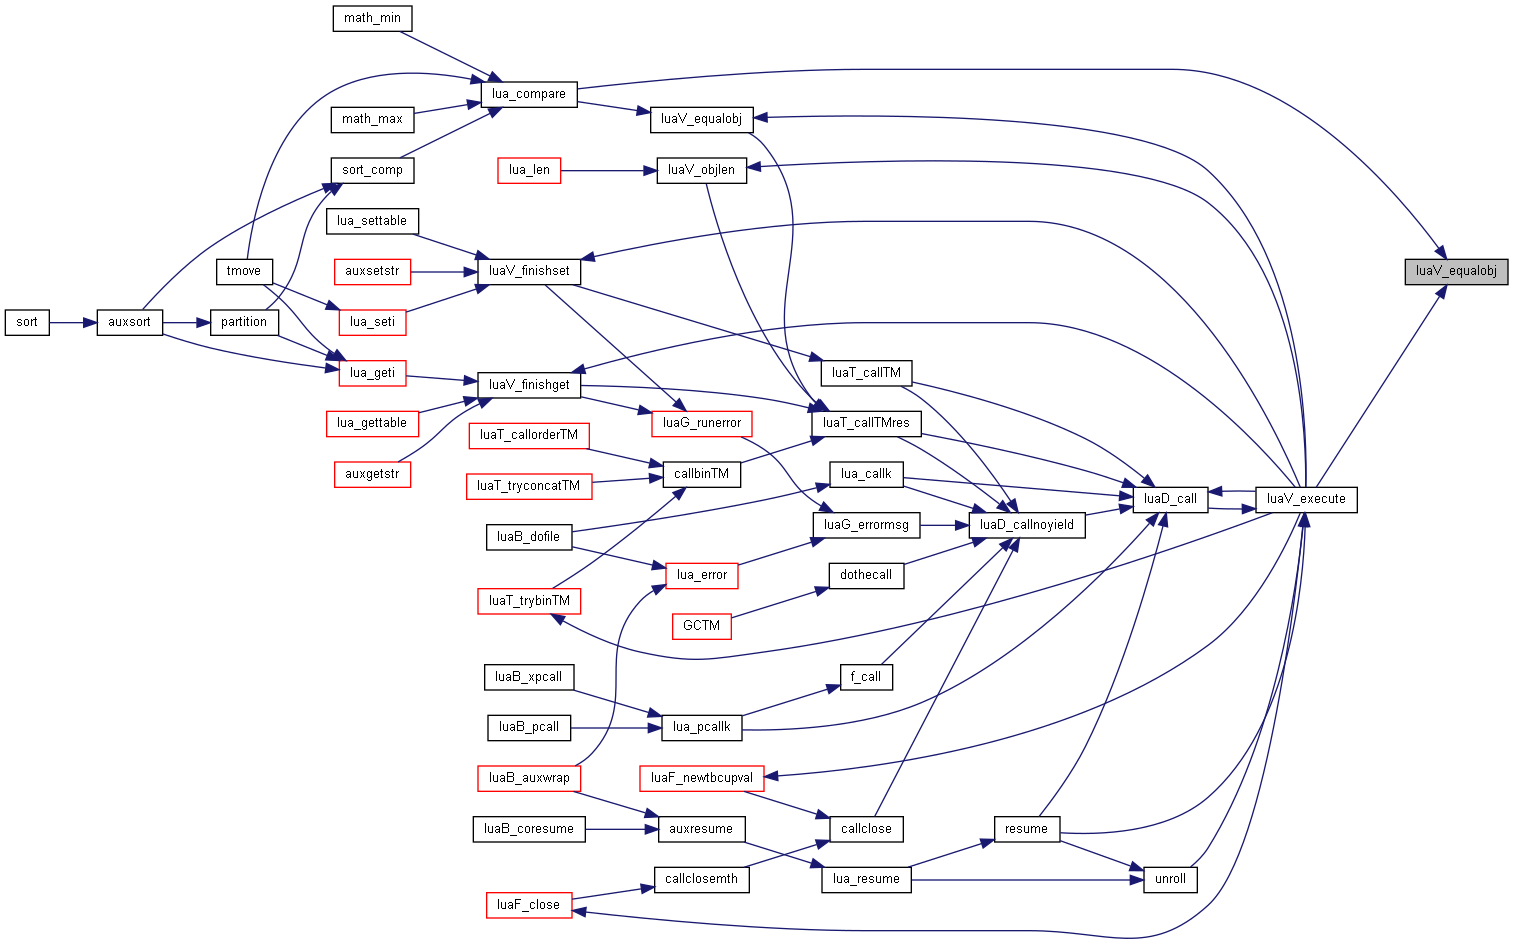 math_min
lua_compare
math_max
luaV_equalobj
sort_comp
lua_len
luaV_objlen
lua_settable
tmove
auxsetstr
luaV_finishset
luaV_equalobj
sort
auxsort
partition
lua_seti
lua_geti
luaV_finishget
luaT_callTM
lua_gettable
luaG_runerror
luaT_callTMres
luaT_callorderTM
auxgetstr
callbinTM
lua_callk
luaT_tryconcatTM
luaD_call
luaV_execute
luaB_dofile
luaG_errormsg
luaD_callnoyield
lua_error
dothecall
luaT_trybinTM
GCTM
luaB_xpcall
f_call
luaB_pcall
lua_pcallk
luaB_auxwrap
luaF_newtbcupval
luaB_coresume
auxresume
callclose
resume
callclosemth
lua_resume
unroll
luaF_close